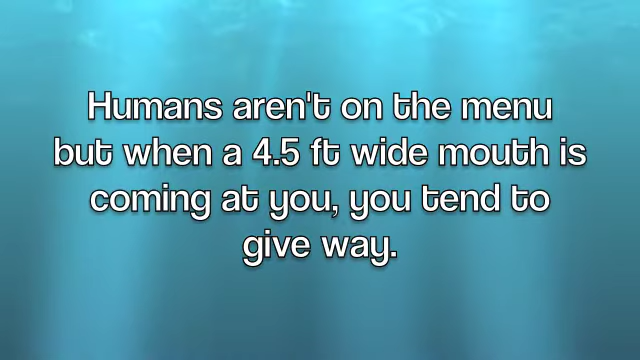 Humans aren't on the menu
but when a 4.5 ft wide mouth is
coming at you, you tend to
give way.